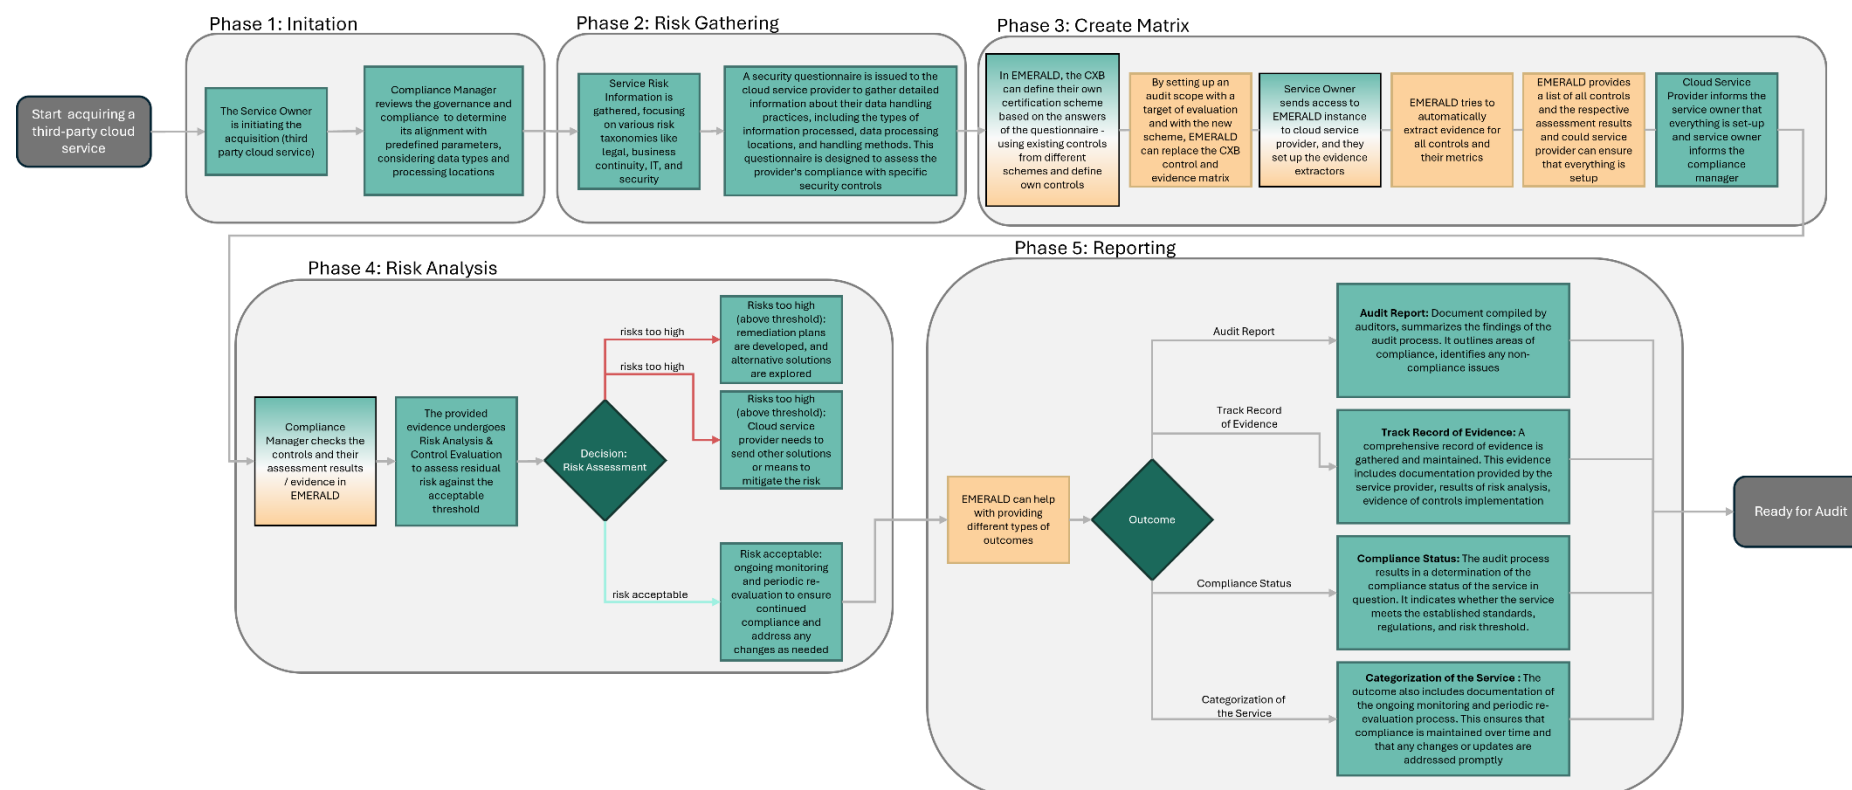 Phase 1: Initation
Phase 2: Risk Gathering
Phase 3: Create Matrix
Start acquiring a
third-party cloud
service
The Service Owner
is initiating the
acquisition (third
party cloud service)
Compliance Manager
reviews the governance and
compliance to determine
its alignment with
predefined parameters,
considering data types and
processing locations
Service Risk
Information is
gathered, focusing
on various risk
taxonomies like
legal, business
continuity, IT, and
security
A security questionnaire is issued to the
cloud service provider to gather detailed
information about their data handling
practices, including the types of
information processed, data processing
locations, and handling methods. This
questionnaire is designed to assess the
provider's compliance with specific
security controls
In EMERALD, the CXB
can define their own
certification scheme
based on the answers
of the questionnaire -
using existing controls
from different
schemes and define
own controls
By setting up an
audit scope with a
target of evaluation
and with the new
scheme, EMERALD
can replace the CXB
control and
evidence matrix
Service Owner
sends access to
EMERALD instance
to cloud service
provider, and they
set up the evidence
extractors
EMERALD tries to
automatically
extract evidence for
all controls and
their metrics
EMERALD provides
a list of all controls
and the respective
assessment results
and could service
provider can ensure
that everything is
setup
Cloud Service
Provider informs the
service owner that
everything is set-up
and service owner
informs the
compliance
manager
Phase 4: Risk Analysis
Compliance
Manager checks the
controls and their
assessment results
/ evidence in
EMERALD
The provided
evidence undergoes
Risk Analysis &
Control Evaluation
to assess residual
risk against the
acceptable
threshold
Decision:
Risk Assessment
risks too high
risks too high
risk acceptable
Risks too high
(above threshold):
remediation plans
are developed, and
alternative solutions
are explored
Risks too high
(above threshold):
Cloud service
provider needs to
send other solutions
or means to
mitigate the risk
Risk acceptable:
ongoing monitoring
and periodic re-
evaluation to ensure
continued
compliance and
address any
changes as needed
Phase 5: Reporting
EMERALD can help
with providing
different types of
outcomes
Outcome
Audit Report
Track Record
of Evidence
Compliance Status
Categorization of
the Service
Audit Report: Document compiled by
auditors, summarizes the findings of the
audit process. It outlines areas of
compliance, identifies any non-
compliance issues
Track Record of Evidence: A
comprehensive record of evidence is
gathered and maintained. This evidence
includes documentation provided by the
service provider, results of risk analysis,
evidence of controls implementation
Compliance Status: The audit process
results in a determination of the
compliance status of the service in
question. It indicates whether the service
meets the established standards,
regulations, and risk threshold.
Categorization of the Service : The
outcome also includes documentation of
the ongoing monitoring and periodic re-
evaluation process. This ensures that
compliance is maintained over time and
that any changes or updates are
addressed promptly
Ready for Audit